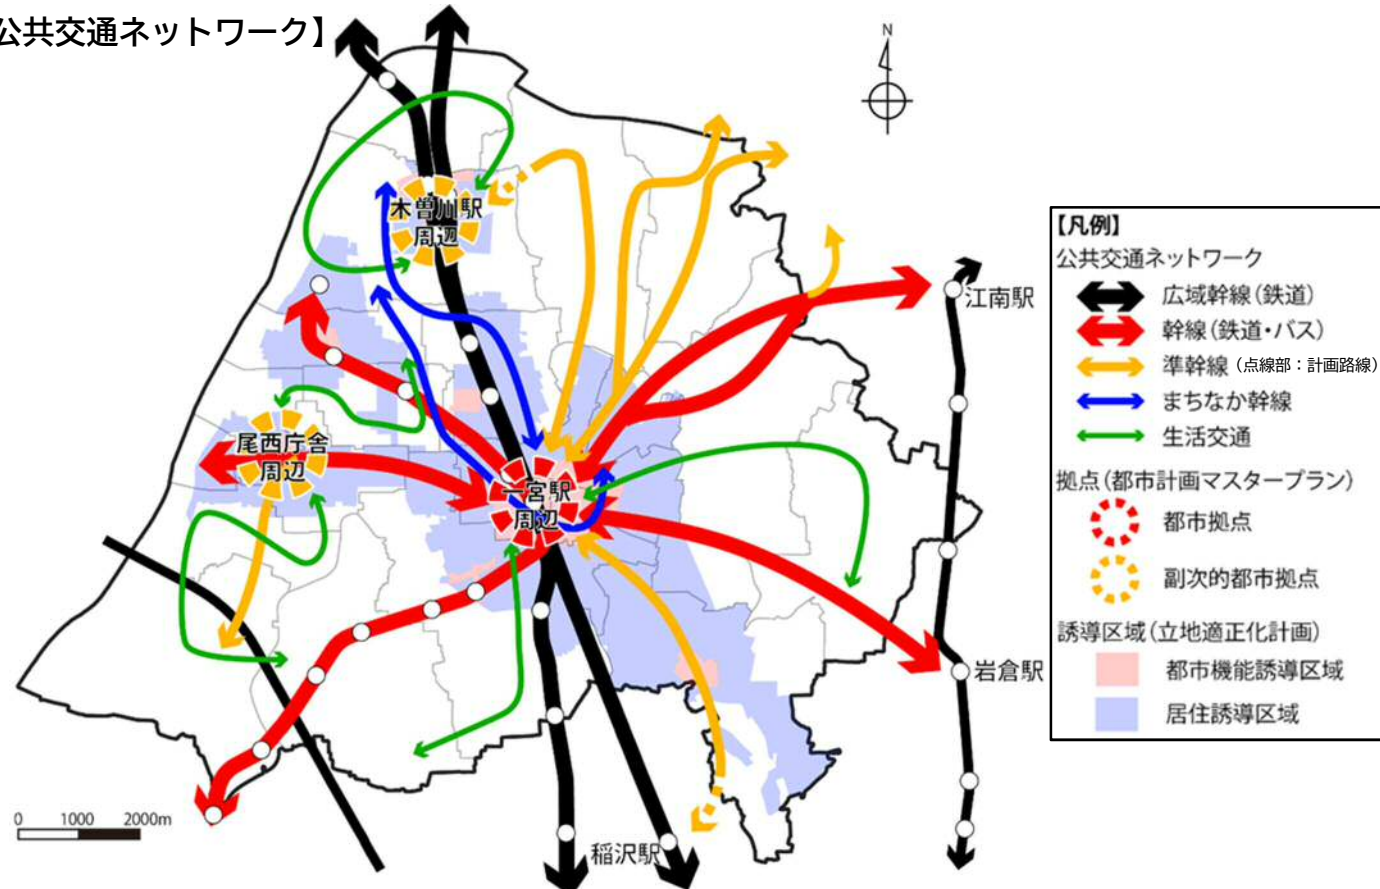 公共交通ネットワーク】
N
木曽川駅
周辺
尾西庁舎
周辺
一宮駅
周辺
江南駅
岩倉駅
稲沢駅
0 1000 2000m
【凡例】
公共交通ネットワーク
広域幹線(鉄道)
幹線(鉄道・バス)
準幹線(点線部：計画路線)
まちなか幹線
生活交通
拠点(都市計画マスタープラン)
都市拠点
副次的都市拠点
誘導区域(立地適正化計画)
都市機能誘導区域
居住誘導区域